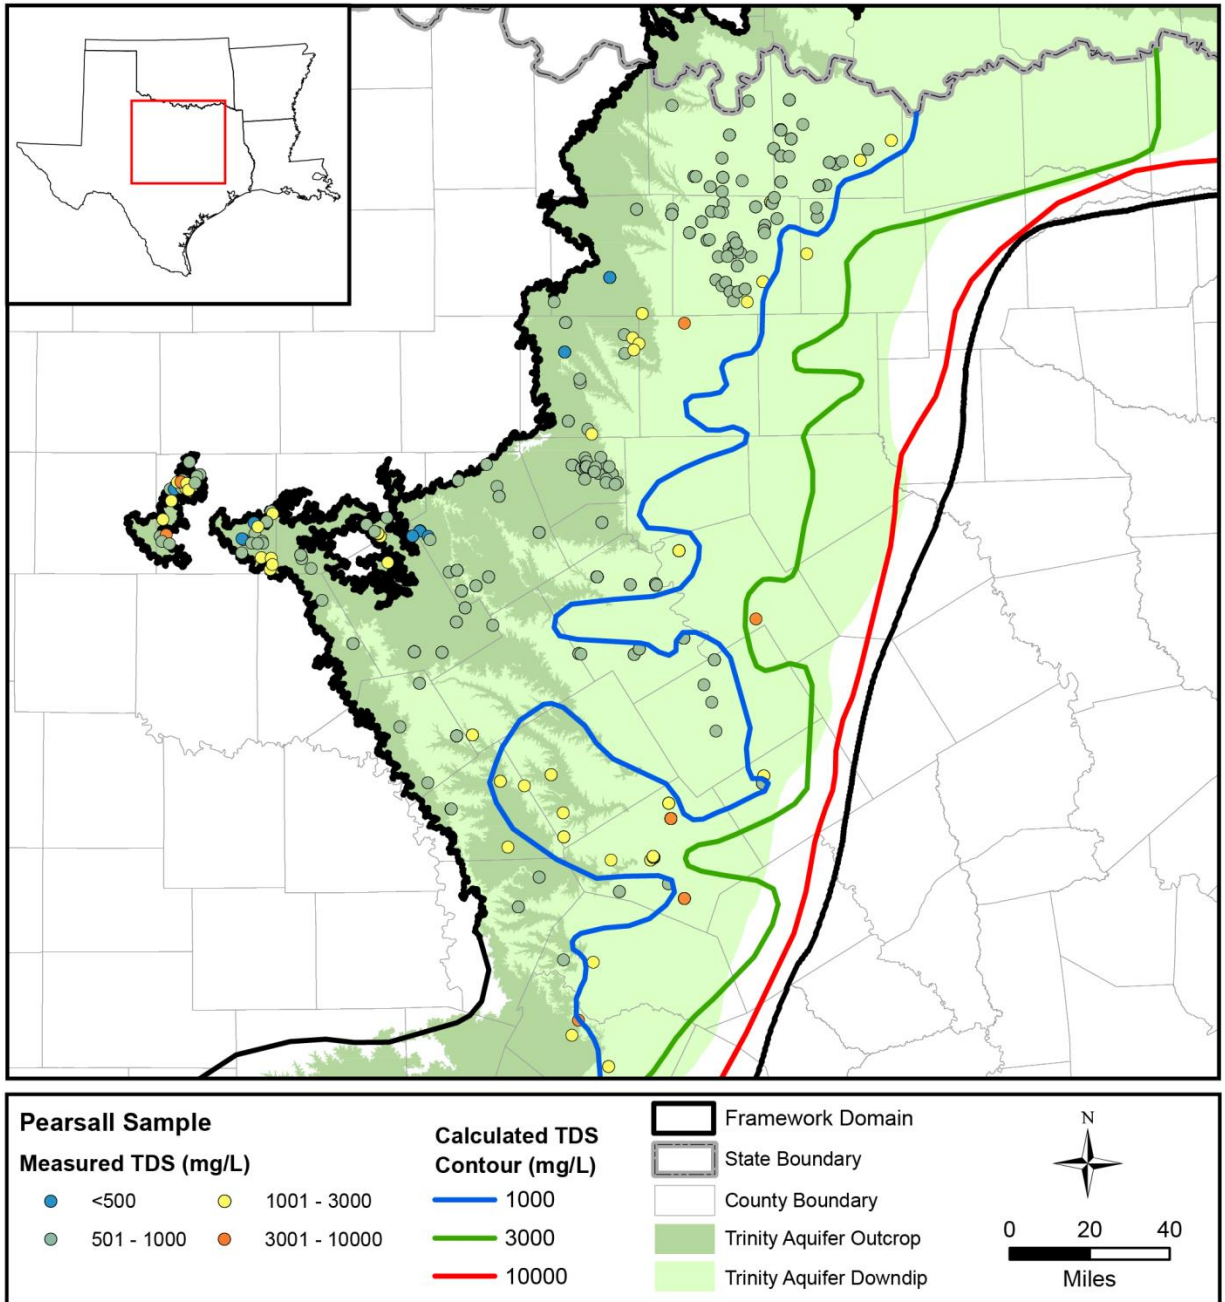 Pearsall Sample
Measured TDS (mg/L)
<500
1001 - 3000
501 - 1000
3001 - 10000
Calculated TDS
Contour (mg/L)
1000
3000
10000
Framework Domain
State Boundary
County Boundary
Trinity Aquifer Outcrop
Trinity Aquifer Downdip
N
0 20 40
Miles